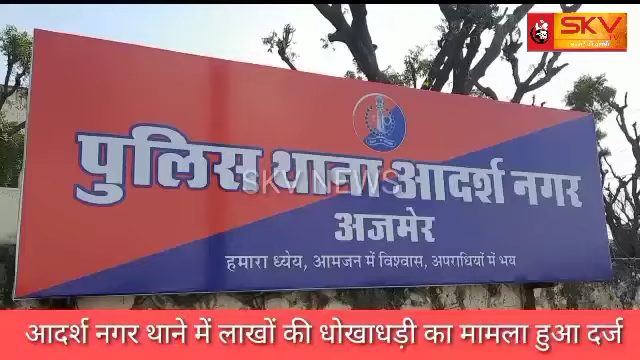 SKV
पुलिस थाना आदर्श नगर
SKV NEWS
अजमेर
हमारा ध्येय, आमजन में विश्वास, अपराधियों में भय
आदर्श नगर थाने में लाखों की धोखाधड़ी का मामला हुआ दर्ज